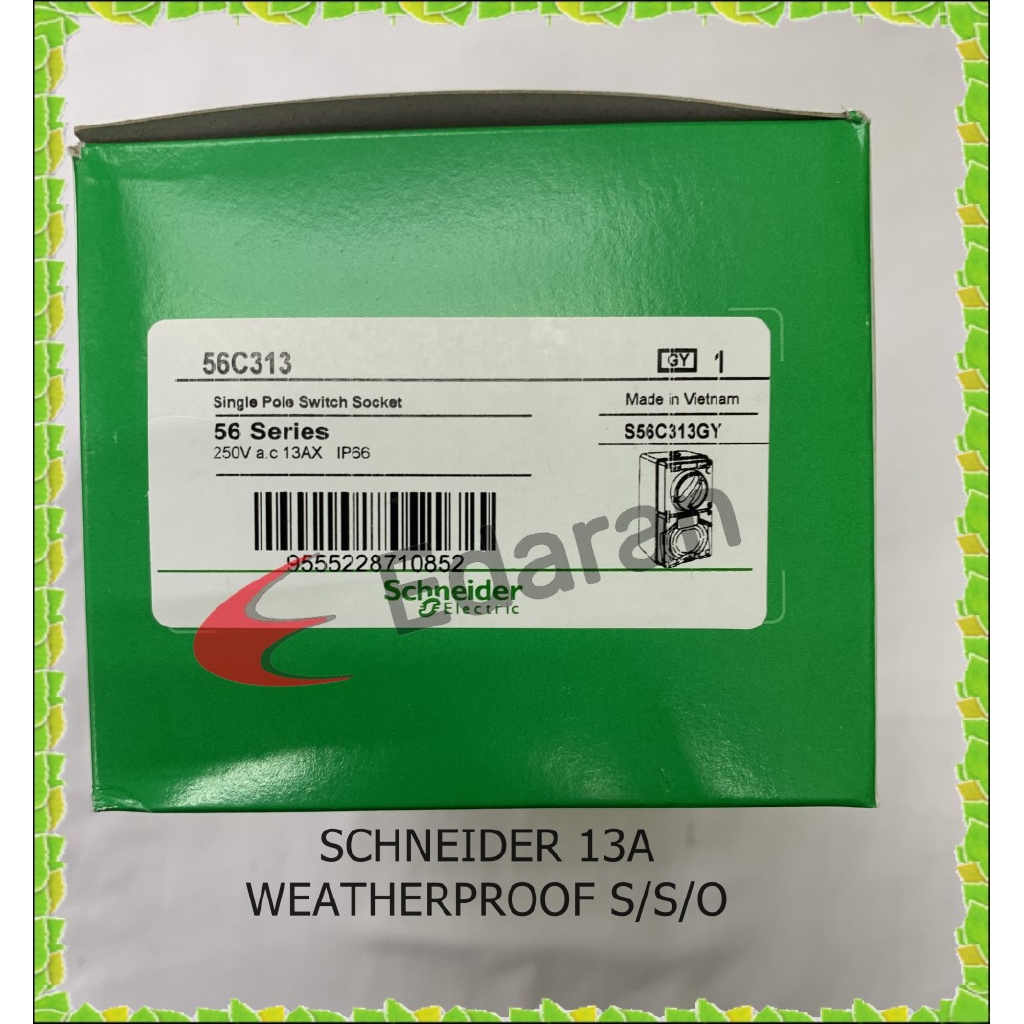 56C313
GY 1
Single Pole Switch Socket
Made in Vietnam
56 Series
S56C313GY
250V a.c 13AX IP66
9555228710852
Edaran
Schneider
Electric
SCHNEIDER 13A
WEATHERPROOF S/S/O